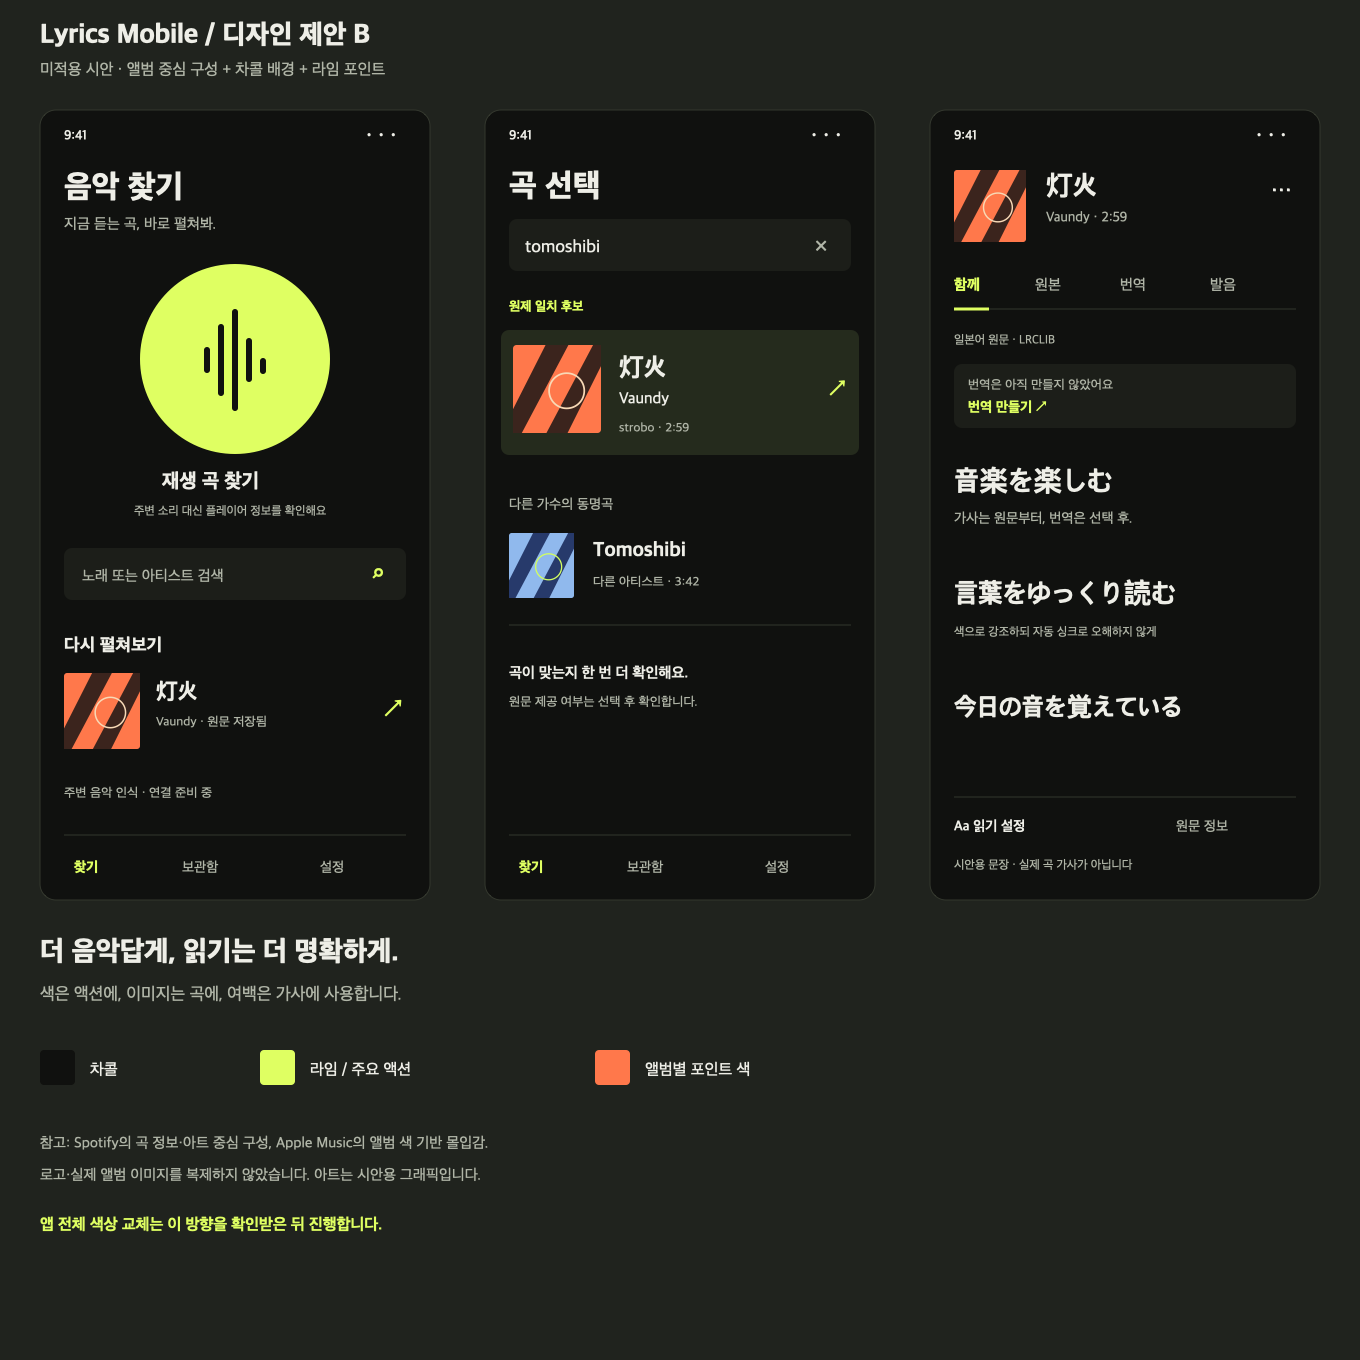 Lyrics Mobile / 디자인 제안 B
미적용 시안 · 앨범 중심 구성 + 차콜 배경 + 라임 포인트
9:41
음악 찾기
지금 듣는 곡, 바로 펼쳐봐.
재생 곡 찾기
주변 소리 대신 플레이어 정보를 확인해요
노래 또는 아티스트 검색
다시 펼쳐보기
灯火
Vaundy · 원문 저장됨
주변 음악 인식 · 연결 준비 중
찾기 보관함 설정
9:41
곡 선택
tomoshibi ×
원제 일치 후보
灯火
Vaundy
strobo · 2:59
다른 가수의 동명곡
Tomoshibi
다른 아티스트 · 3:42
곡이 맞는지 한 번 더 확인해요.
원문 제공 여부는 선택 후 확인합니다.
찾기 보관함 설정
9:41
灯火
Vaundy · 2:59
함께 원본 번역 발음
일본어 원문 · LRCLIB
번역은 아직 만들지 않았어요
번역 만들기 ↗
音楽を楽しむ
가사는 원문부터, 번역은 선택 후.
言葉をゆっくり読む
색으로 강조하되 자동 싱크로 오해하지 않게
今日の音を覚えている
Aa 읽기 설정 원문 정보
시안용 문장 · 실제 곡 가사가 아닙니다
더 음악답게, 읽기는 더 명확하게.
색은 액션에, 이미지는 곡에, 여백은 가사에 사용합니다.
차콜 라임 / 주요 액션 앨범별 포인트 색
참고: Spotify의 곡 정보·아트 중심 구성, Apple Music의 앨범 색 기반 몰입감.
로고·실제 앨범 이미지를 복제하지 않았습니다. 아트는 시안용 그래픽입니다.
앱 전체 색상 교체는 이 방향을 확인받은 뒤 진행합니다.